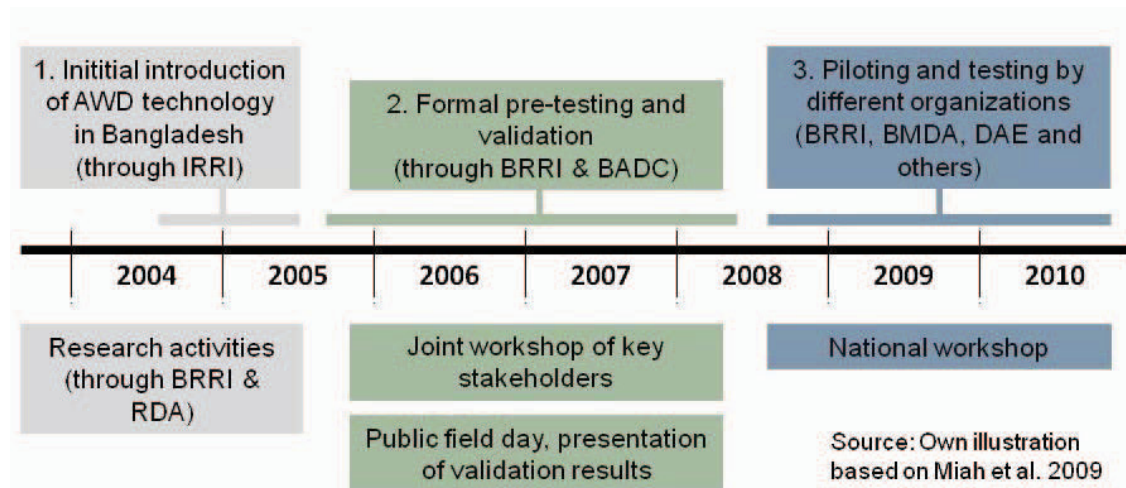 1. Inititial introduction
of AWD technology
in Bangladesh
(through IRRI)
2. Formal pre-testing and
validation
(through BRRI & BADC)
3. Piloting and testing by
different organizations
(BRRI, BMDA, DAE and
others)
2004 2005 2006 2007 2008 2009 2010
Research activities
(through BRRI &
RDA)
Joint workshop of key
stakeholders
Public field day, presentation
of validation results
National workshop
Source: Own illustration
based on Miah et al. 2009